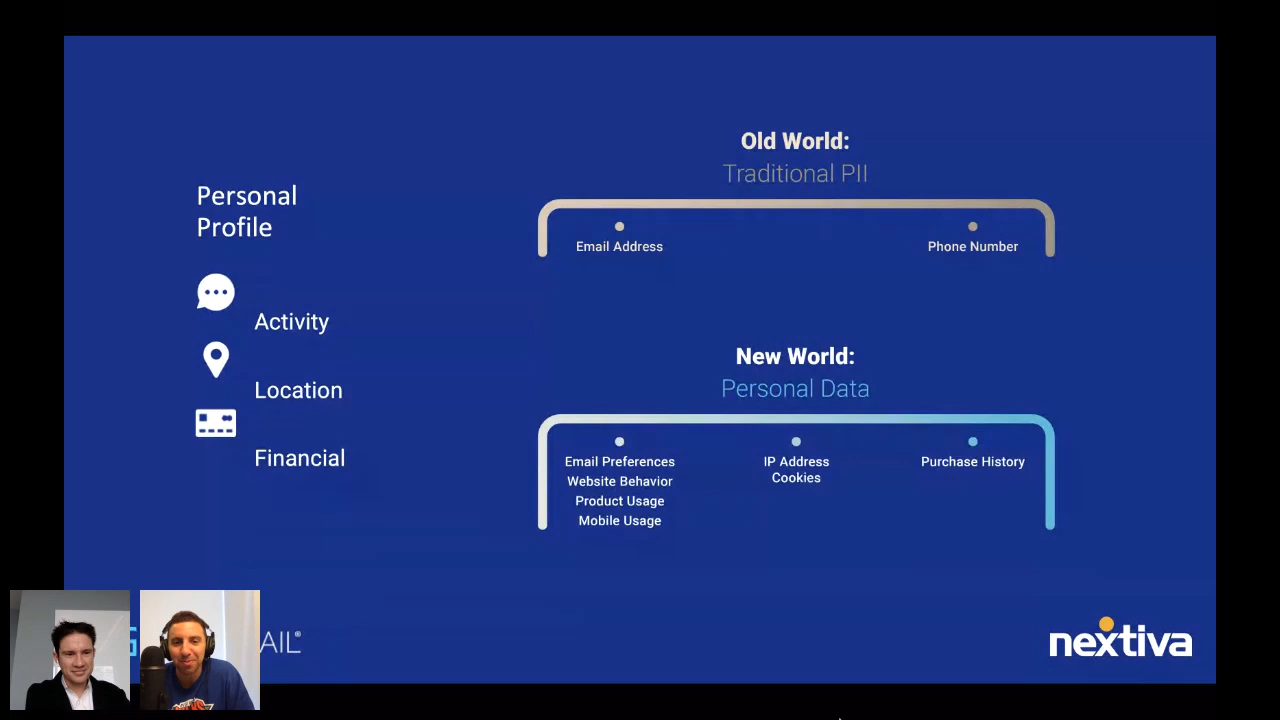 Personal
Profile
Activity
Location
Financial
Old World:
Traditional PII
Email Address
Phone Number
New World:
Personal Data
Email Preferences
Website Behavior
Product Usage
Mobile Usage
IP Address
Cookies
Purchase History
AIL®
nextiva